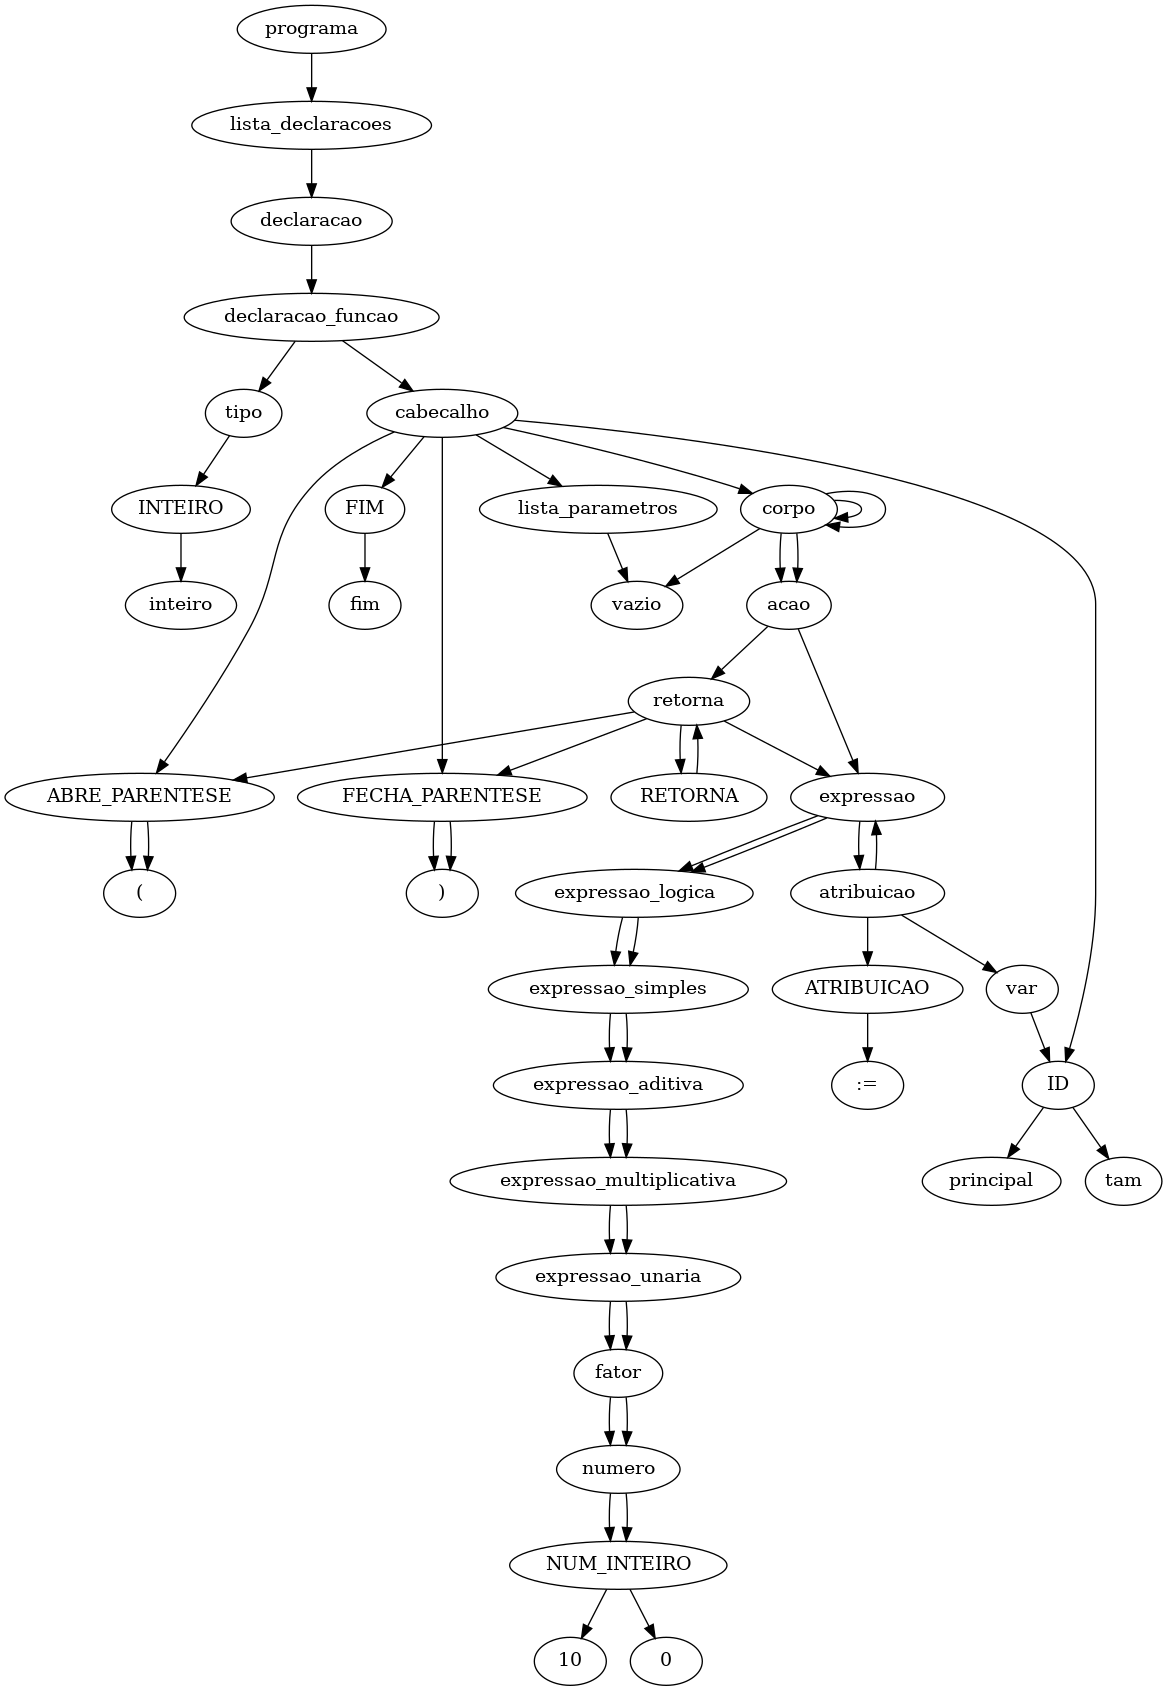 programa
lista_declaracoes
declaracao
declaracao_funcao
tipo
cabecalho
INTEIRO
FIM
lista_parametros
corpo
inteiro
fim
vazio
acao
retorna
ABRE_PARENTESE
FECHA_PARENTESE
RETORNA
expressao
(
)
expressao_logica
atribuicao
expressao_simples
ATRIBUICAO
var
expressao_aditiva
:=
ID
expressao_multiplicativa
principal
tam
expressao_unaria
fator
numero
NUM_INTEIRO
10
0